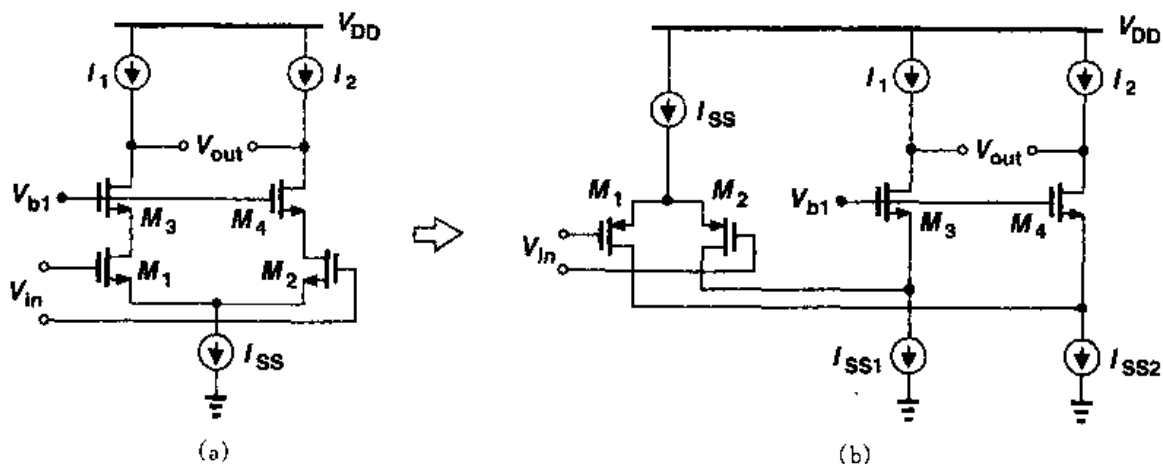 V_DD
I_1
I_2
V_out
V_b1
M_3
M_4
V_in
M_1
M_2
I_SS
(a)
V_DD
I_1
I_2
I_SS
V_out
M_1
M_2
V_b1
M_3
M_4
V_in
I_SS1
I_SS2
(b)